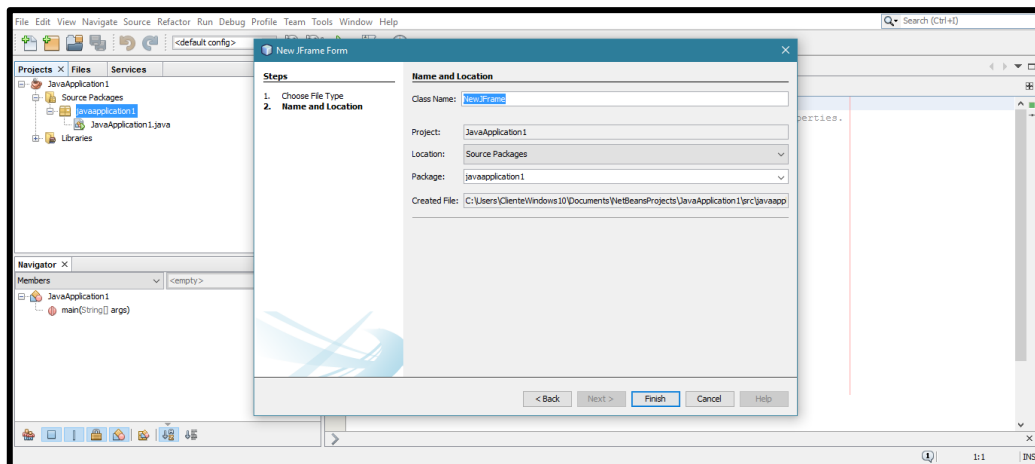 File Edit View Navigate Source Refactor Run Debug Profile Team Tools Window Help
Search (Ctrl+I)
<default config>
New JFrame Form
Projects Files Services
JavaApplication1
Source Packages
javaapplication1
JavaApplication1.java
Libraries
Steps
1. Choose File Type
2. Name and Location
Name and Location
Class Name: NewJFrame
Project: JavaApplication1
Location: Source Packages
Package: javaapplication1
Created File: C:\Users\ClienteWindows10\Documents\NetBeansProjects\JavaApplication1\src\javaapp
perties.
Navigator
Members <empty>
JavaApplication1
main(String[] args)
< Back Next > Finish Cancel Help
1 1:1 INS